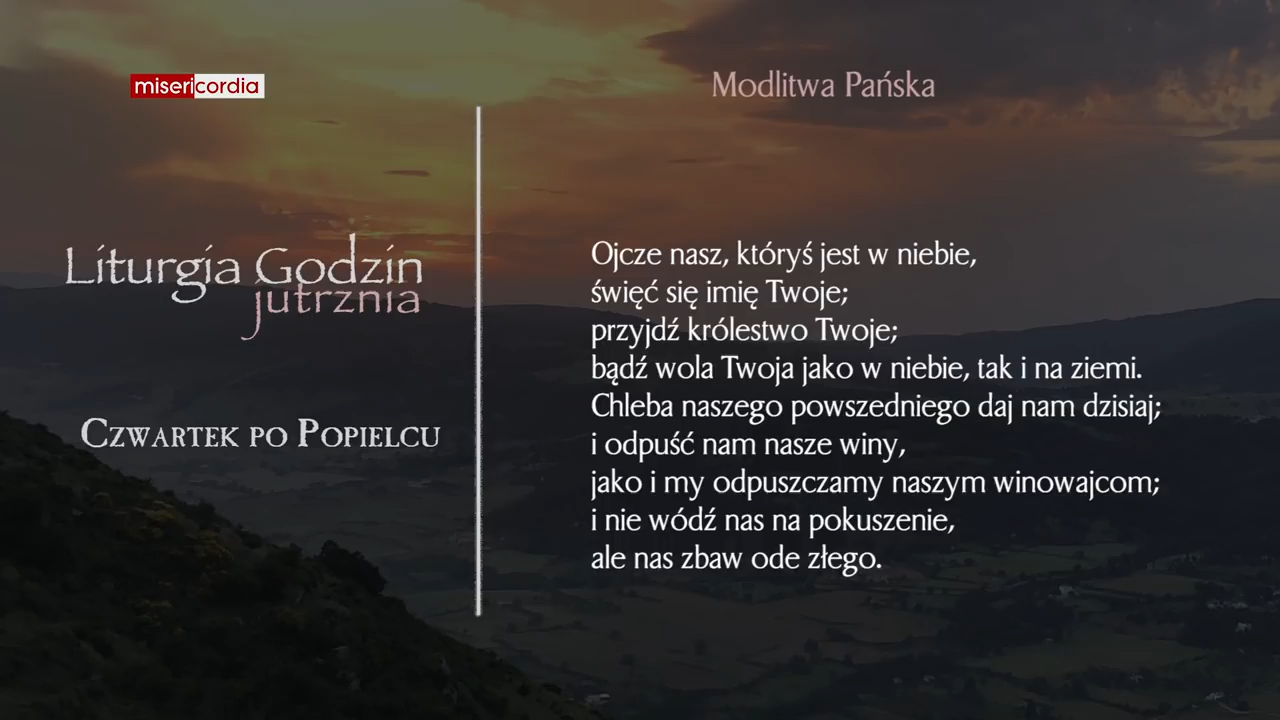 misericordia
Liturgia Godzin
jutrznia
Czwartek po Popielcu
Modlitwa Pańska
Ojcze nasz, któryś jest w niebie,
święć się imię Twoje;
przyjdź królestwo Twoje;
bądź wola Twoja jako w niebie, tak i na ziemi.
Chleba naszego powszedniego daj nam dzisiaj;
i odpuść nam nasze winy,
jako i my odpuszczamy naszym winowajcom;
i nie wódź nas na pokuszenie,
ale nas zbaw ode złego.